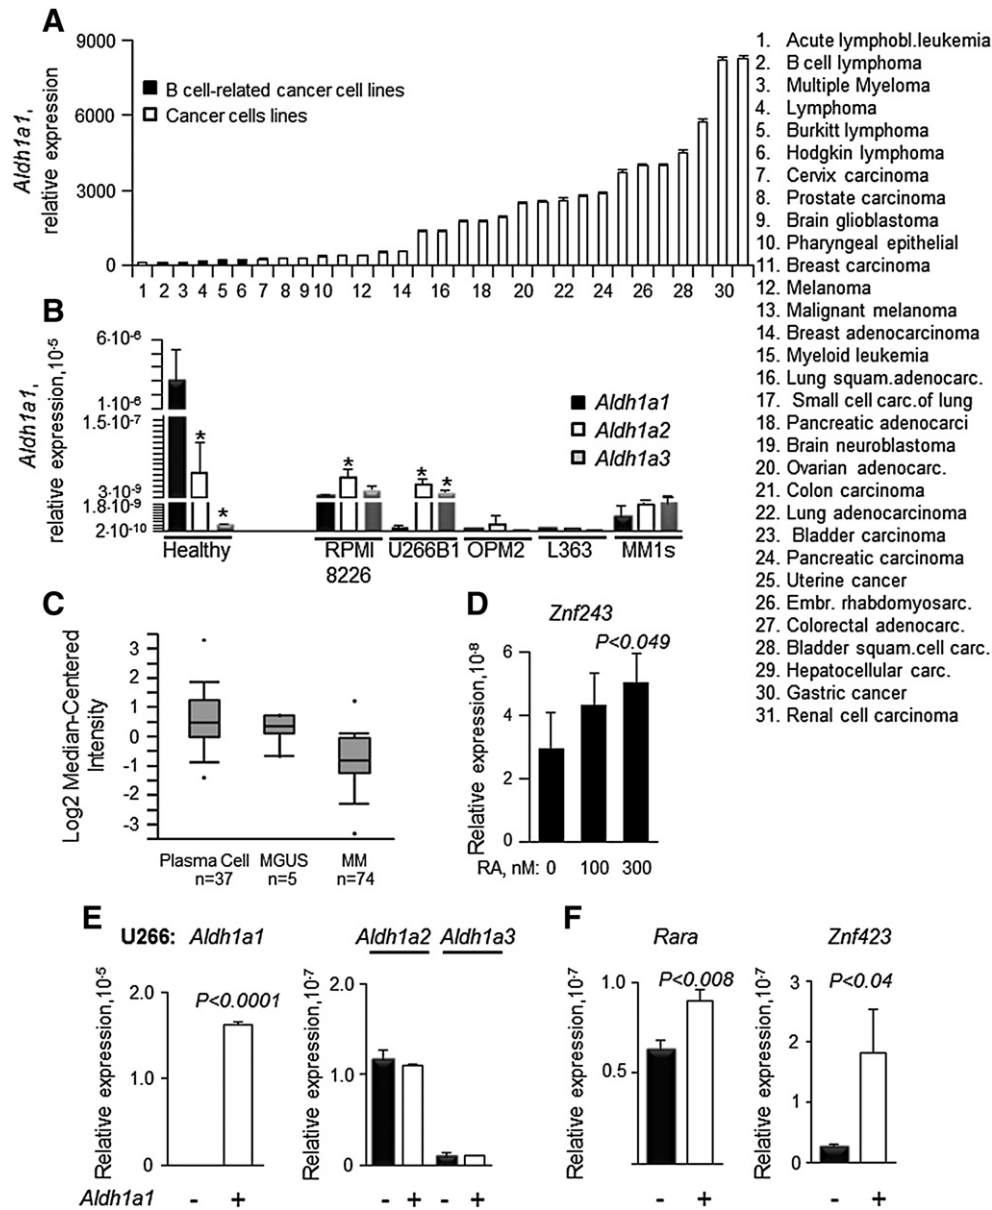 A
Aldh1a1,
relative expression
9000
6000
3000
0
B cell-related cancer cell lines
Cancer cells lines
1 2 3 4 5 6 7 8 9 10 12 14 16 18 20 22 24 26 28 30
1. Acute lymphobl.leukemia
2. B cell lymphoma
3. Multiple Myeloma
4. Lymphoma
5. Burkitt lymphoma
6. Hodgkin lymphoma
7. Cervix carcinoma
8. Prostate carcinoma
9. Brain glioblastoma
10. Pharyngeal epithelial
11. Breast carcinoma
12. Melanoma
13. Malignant melanoma
14. Breast adenocarcinoma
15. Myeloid leukemia
16. Lung squam.adenocarc.
17. Small cell carc.of lung
18. Pancreatic adenocarci
19. Brain neuroblastoma
20. Ovarian adenocarc.
21. Colon carcinoma
22. Lung adenocarcinoma
23. Bladder carcinoma
24. Pancreatic carcinoma
25. Uterine cancer
26. Embr. rhabdomyosarc.
27. Colorectal adenocarc.
28. Bladder squam.cell carc.
29. Hepatocellular carc.
30. Gastric cancer
31. Renal cell carcinoma
B
Aldh1a1,
relative expression,10-5
6·10-6
1·10-6
1.5·10-7
3·10-9
1.8·10-9
2·10-10
* * * * *
*
Aldh1a1
Aldh1a2
Aldh1a3
Healthy RPMI U266B1 OPM2 L363 MM1s
8226
C
Log2 Median-Centered
Intensity
3
2
1
0
-1
-2
-3
Plasma Cell MGUS MM
n=37 n=5 n=74
D
Znf243
P<0.049
Relative expression,10-8
6
4
2
0
RA, nM: 0 100 300
E
U266: Aldh1a1 Aldh1a2 Aldh1a3
Relative expression,10-5
2.0
1.0
0
P<0.0001
Relative expression,10-7
2.0
1.0
0
Aldh1a1 - + - + - +
F
Rara Znf423
Relative expression,10-7
1.0
0.5
P<0.008
Relative expression,10-7
3
2
1
0
P<0.04
- + - +